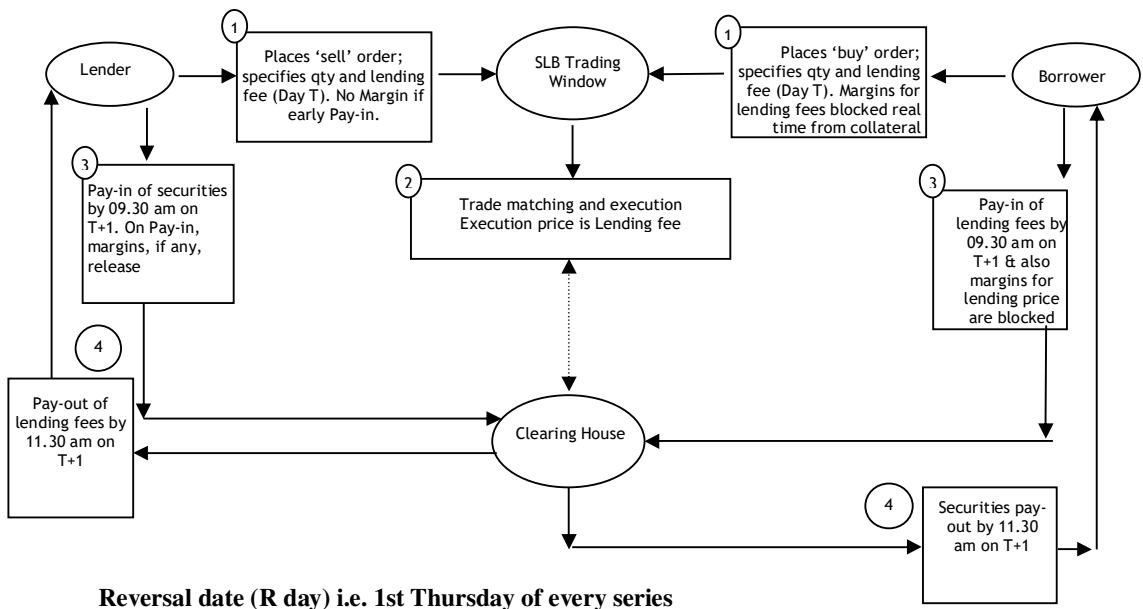 1
Places ‘sell’ order;
specifies qty and lending
fee (Day T). No Margin if
early Pay-in.
Lender
SLB Trading
Window
1
Places ‘buy’ order;
specifies qty and lending
fee (Day T). Margins for
lending fees blocked real
time from collateral
Borrower
3
Pay-in of securities
by 09.30 am on
T+1. On Pay-in,
margins, if any,
release
2
Trade matching and execution
Execution price is Lending fee
3
Pay-in of
lending fees by
09.30 am on
T+1 & also
margins for
lending price
are blocked
4
Pay-out of
lending fees by
11.30 am on
T+1
Clearing House
4
Securities pay-
out by 11.30
am on T+1
Reversal date (R day) i.e. 1st Thursday of every series